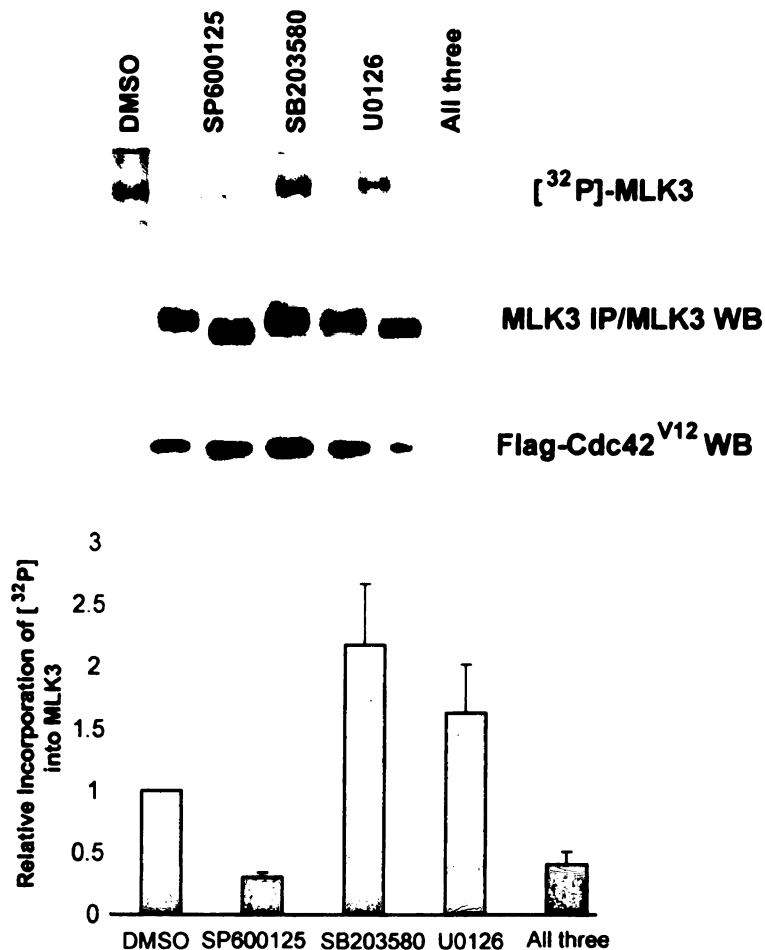 DMSO
SP600125
SB203580
U0126
All three
[³²P]-MLK3
MLK3 IP/MLK3 WB
Flag-Cdc42ⱽ¹² WB
Relative Incorporation of [³²P]
into MLK3
3
2.5
2
1.5
1
0.5
0
DMSO SP600125 SB203580 U0126 All three